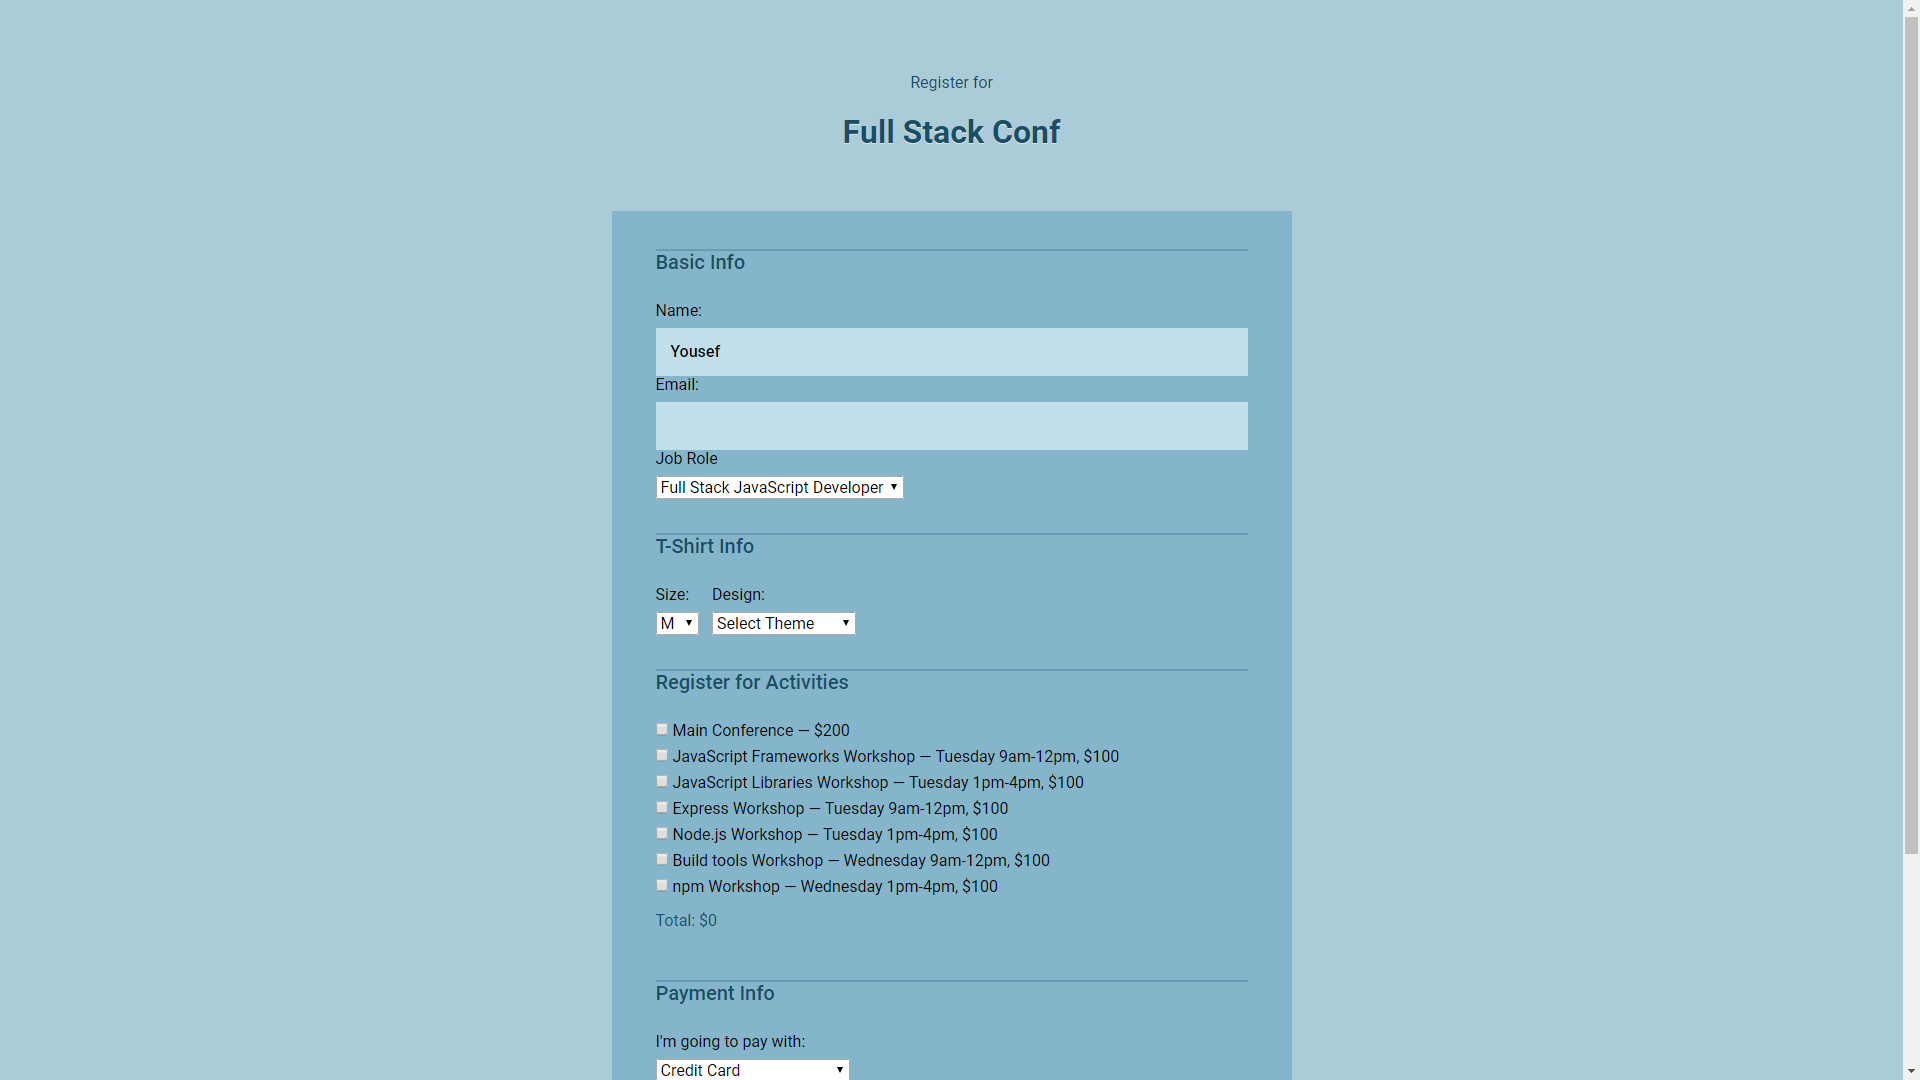 Register for
Full Stack Conf
Basic Info
Name:
Yousef
Email:
Job Role
Full Stack JavaScript Developer
T-Shirt Info
Size: Design:
M Select Theme
Register for Activities
Main Conference — $200
JavaScript Frameworks Workshop — Tuesday 9am-12pm, $100
JavaScript Libraries Workshop — Tuesday 1pm-4pm, $100
Express Workshop — Tuesday 9am-12pm, $100
Node.js Workshop — Tuesday 1pm-4pm, $100
Build tools Workshop — Wednesday 9am-12pm, $100
npm Workshop — Wednesday 1pm-4pm, $100
Total: $0
Payment Info
I'm going to pay with:
Credit Card